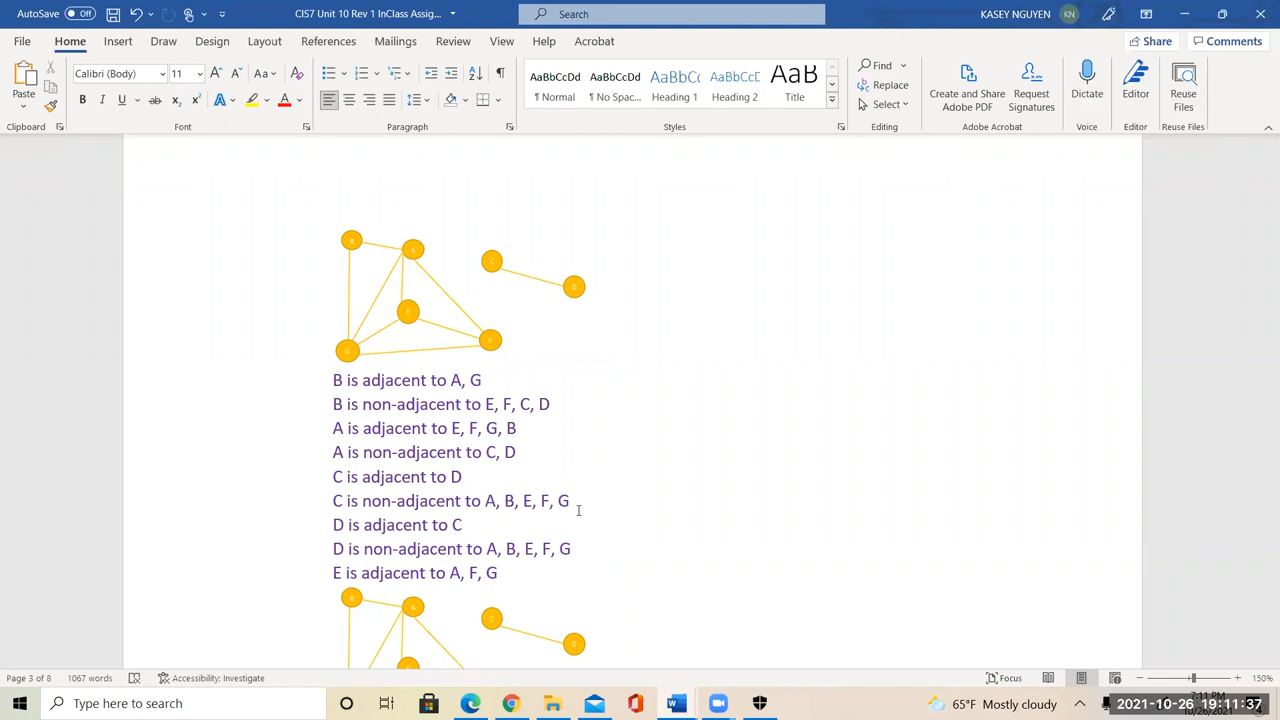 AutoSave Off CIS7 Unit 10 Rev 1 InClass Assig... Search KASEY NGUYEN KN
File Home Insert Draw Design Layout References Mailings Review View Help Acrobat Share Comments
Calibri (Body) 11 Aa
AaBbCcDd AaBbCcDd AaBbCc AaBbCcD AaB
¶ Normal ¶ No Spac... Heading 1 Heading 2 Title
Find
Replace
Select
Paste
Create and Share Adobe PDF
Request Signatures
Dictate
Editor
Reuse Files
Clipboard Font Paragraph Styles Editing Adobe Acrobat Voice Editor Reuse Files
B A C D E F G
B is adjacent to A, G
B is non-adjacent to E, F, C, D
A is adjacent to E, F, G, B
A is non-adjacent to C, D
C is adjacent to D
C is non-adjacent to A, B, E, F, G
D is adjacent to C
D is non-adjacent to A, B, E, F, G
E is adjacent to A, F, G
B A C D
Page 3 of 8 1067 words Accessibility: Investigate Focus 150%
Type here to search 65°F Mostly cloudy
2021-10-26 19:11:37